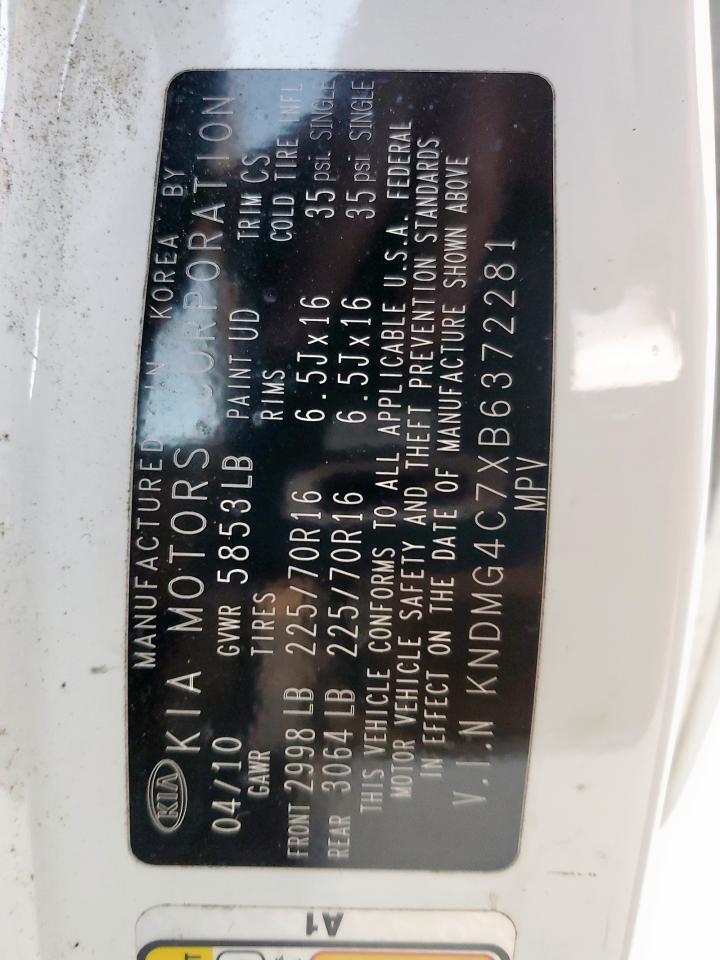 MANUFACTURED IN KOREA BY
KIA KIA MOTORS CORPORATION
04/10 GVWR 5853LB PAINT UD TRIM CS
GAWR TIRES RIMS COLD TIRE INFL
FRONT 2998 LB 225/70R16 6.5Jx16 35 psi. SINGLE
REAR 3064 LB 225/70R16 6.5Jx16 35 psi. SINGLE
THIS VEHICLE CONFORMS TO ALL APPLICABLE U.S.A. FEDERAL
MOTOR VEHICLE SAFETY AND THEFT PREVENTION STANDARDS
IN EFFECT ON THE DATE OF MANUFACTURE SHOWN ABOVE
V.I.N KNDMG4C7XB6372281
MPV
A1